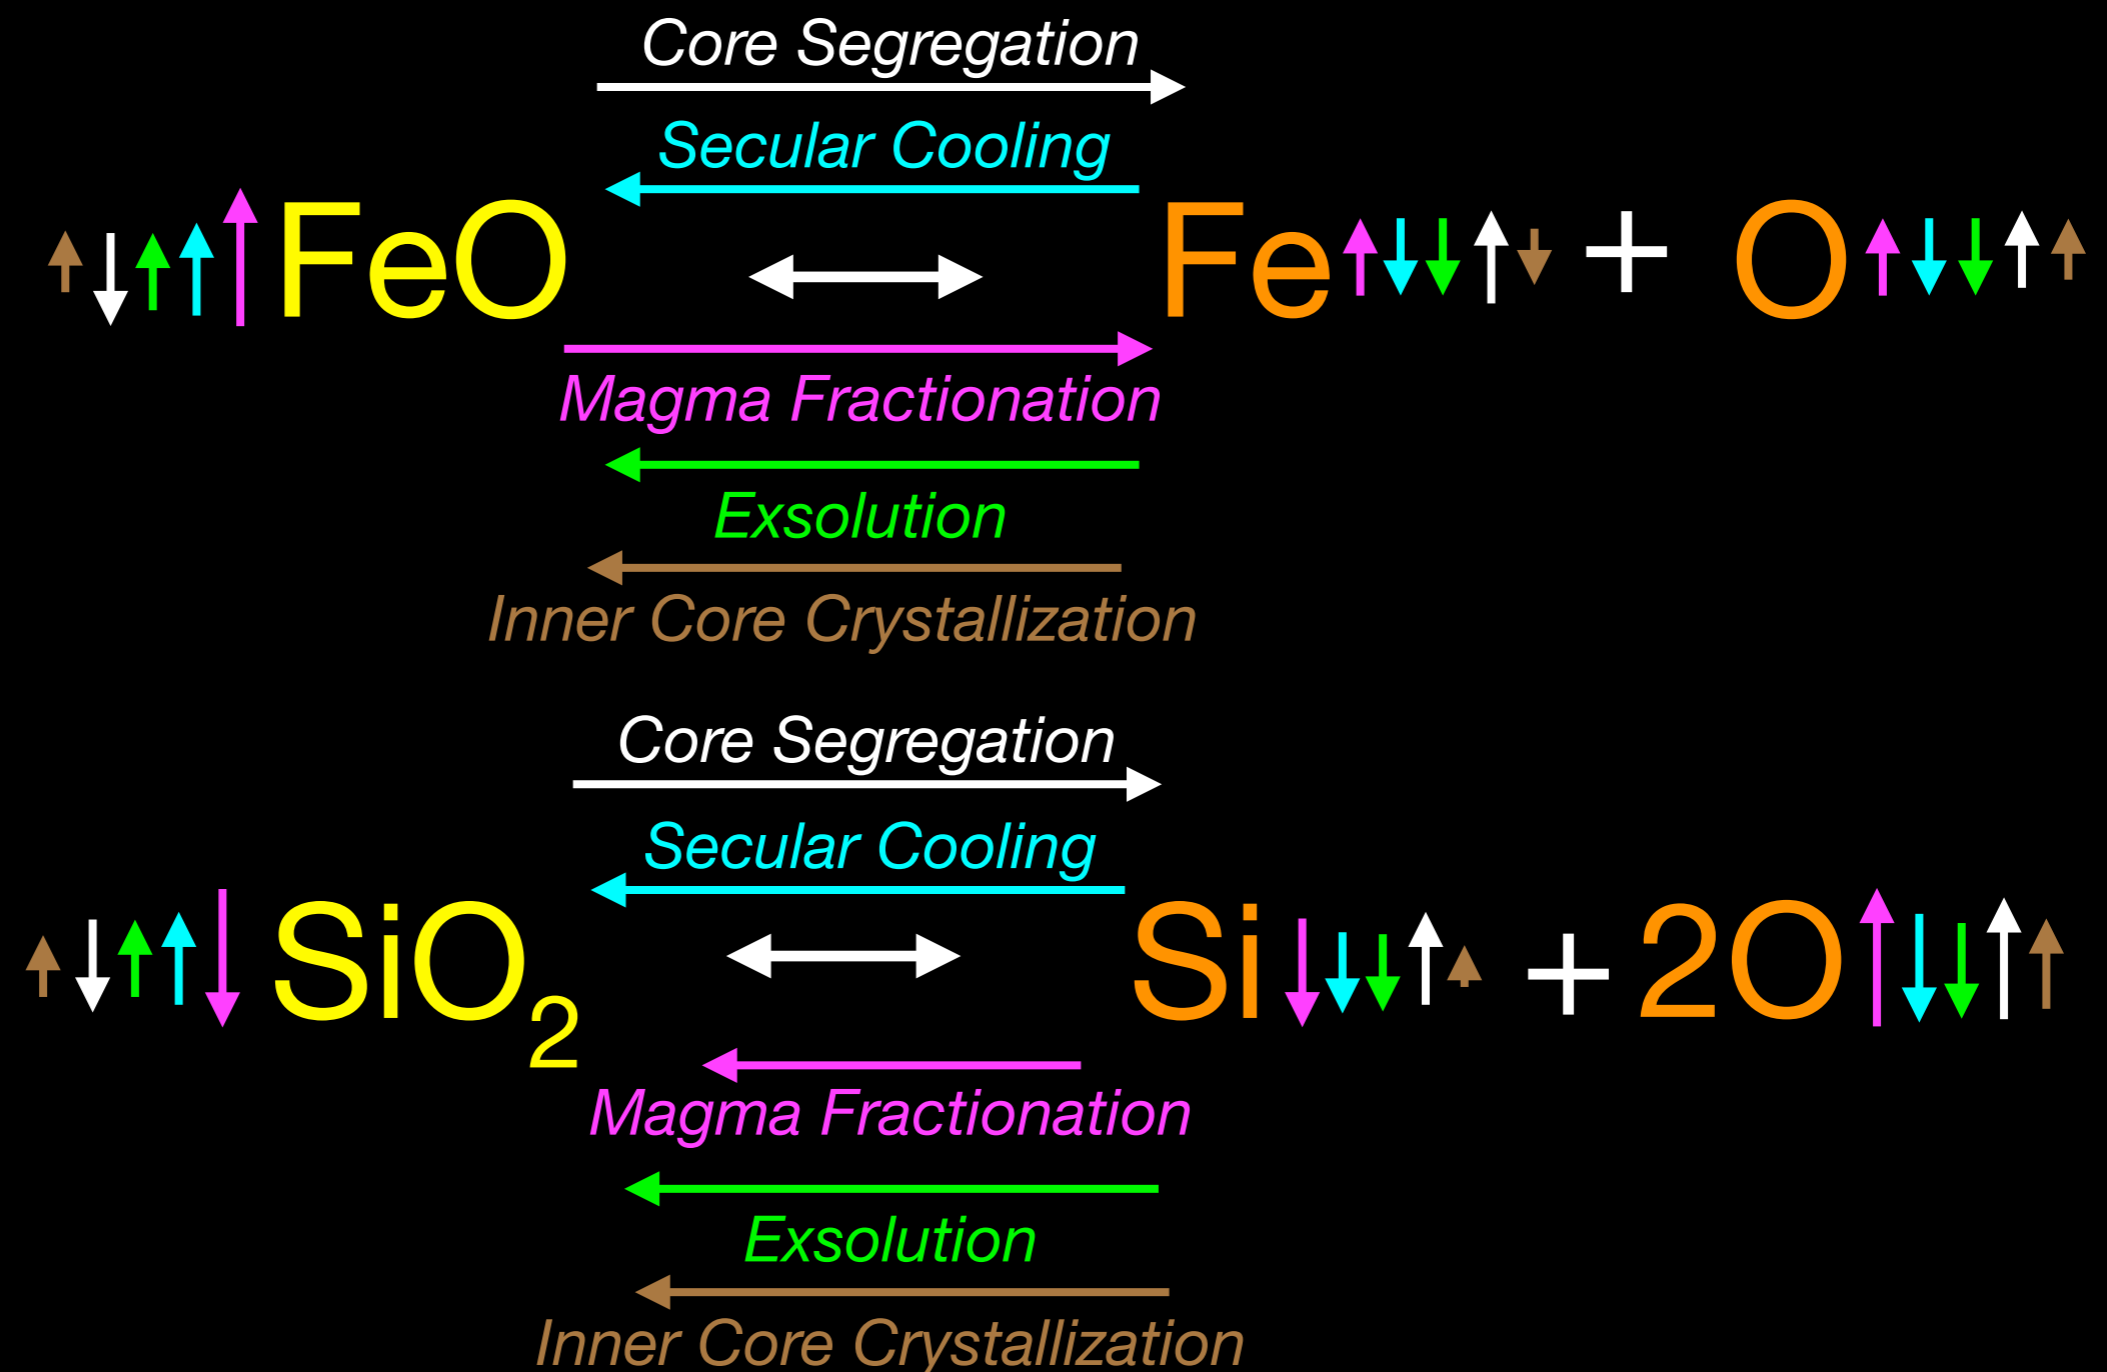 Core Segregation
Secular Cooling
FeO Fe + O
Magma Fractionation
Exsolution
Inner Core Crystallization
Core Segregation
Secular Cooling
SiO₂ Si + 2O
Magma Fractionation
Exsolution
Inner Core Crystallization